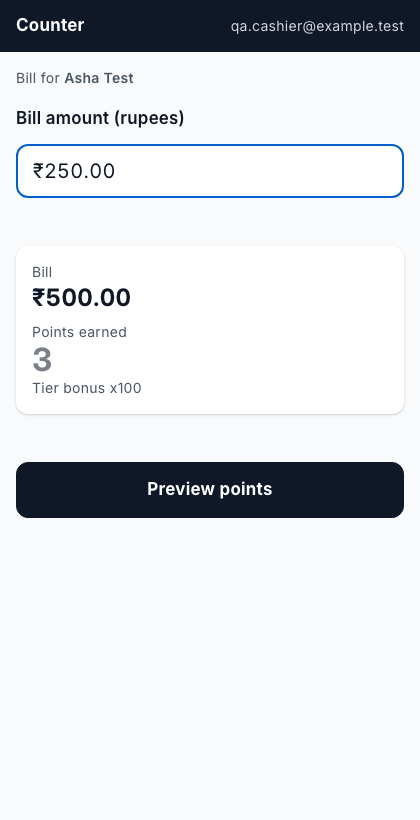 Counter
qa.cashier@example.test
Bill for Asha Test
Bill amount (rupees)
₹250.00
Bill
₹500.00
Points earned
3
Tier bonus x100
Preview points